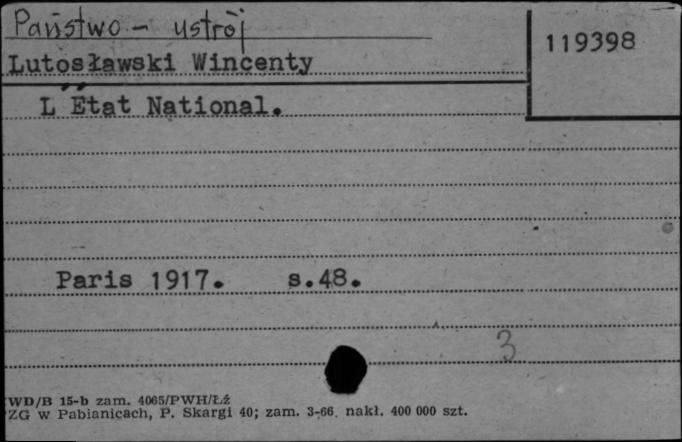 Państwo - ustrój
119398
Lutosławski Wincenty
L'Etat National.
Paris 1917. s.48.
3
WD/B 15-b zam. 4065/PWH/Łź
ZG w Pabianicach, P. Skargi 40; zam. 3-66. nakł. 400 000 szt.